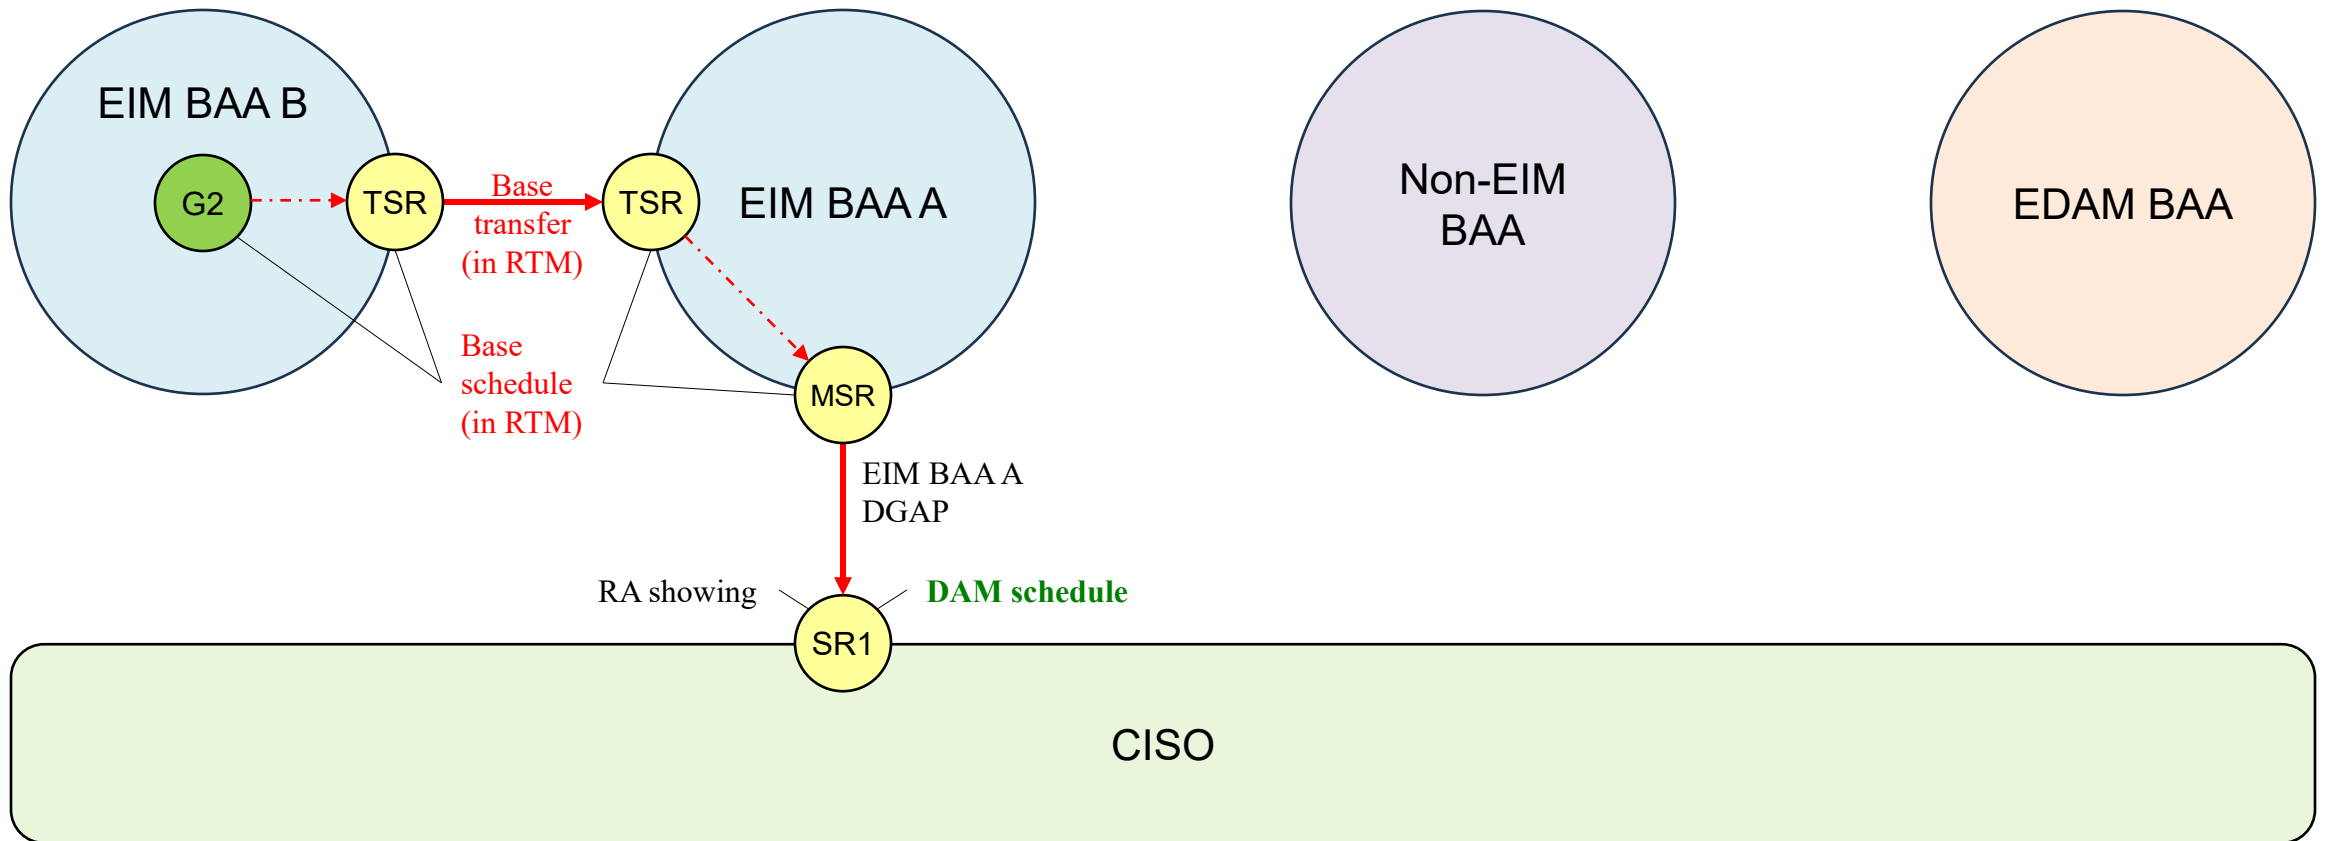 EIM BAA B
G2
TSR
Base
transfer
(in RTM)
TSR
EIM BAA A
Non-EIM
BAA
EDAM BAA
Base
schedule
(in RTM)
MSR
EIM BAA A
DGAP
RA showing
DAM schedule
SR1
CISO